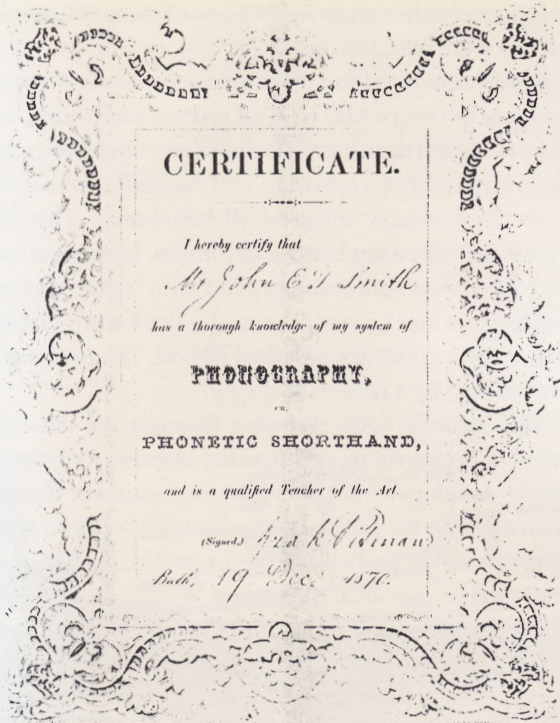 CERTIFICATE.
I hereby certify that
Mr John E S Smith
has a thorough knowledge of my system of
PHONOGRAPHY,
OR,
PHONETIC SHORTHAND,
and is a qualified Teacher of the Art.
(Signed.) Isaac Pitman
Bath, 19 Dec 1870.